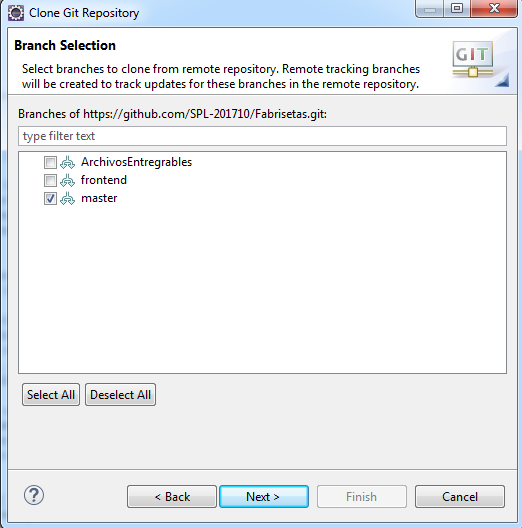 Clone Git Repository
Branch Selection
Select branches to clone from remote repository. Remote tracking branches
will be created to track updates for these branches in the remote repository.
GIT
Branches of https://github.com/SPL-201710/Fabrisetas.git:
type filter text
ArchivosEntregrables
frontend
master
Select All Deselect All
? < Back Next > Finish Cancel